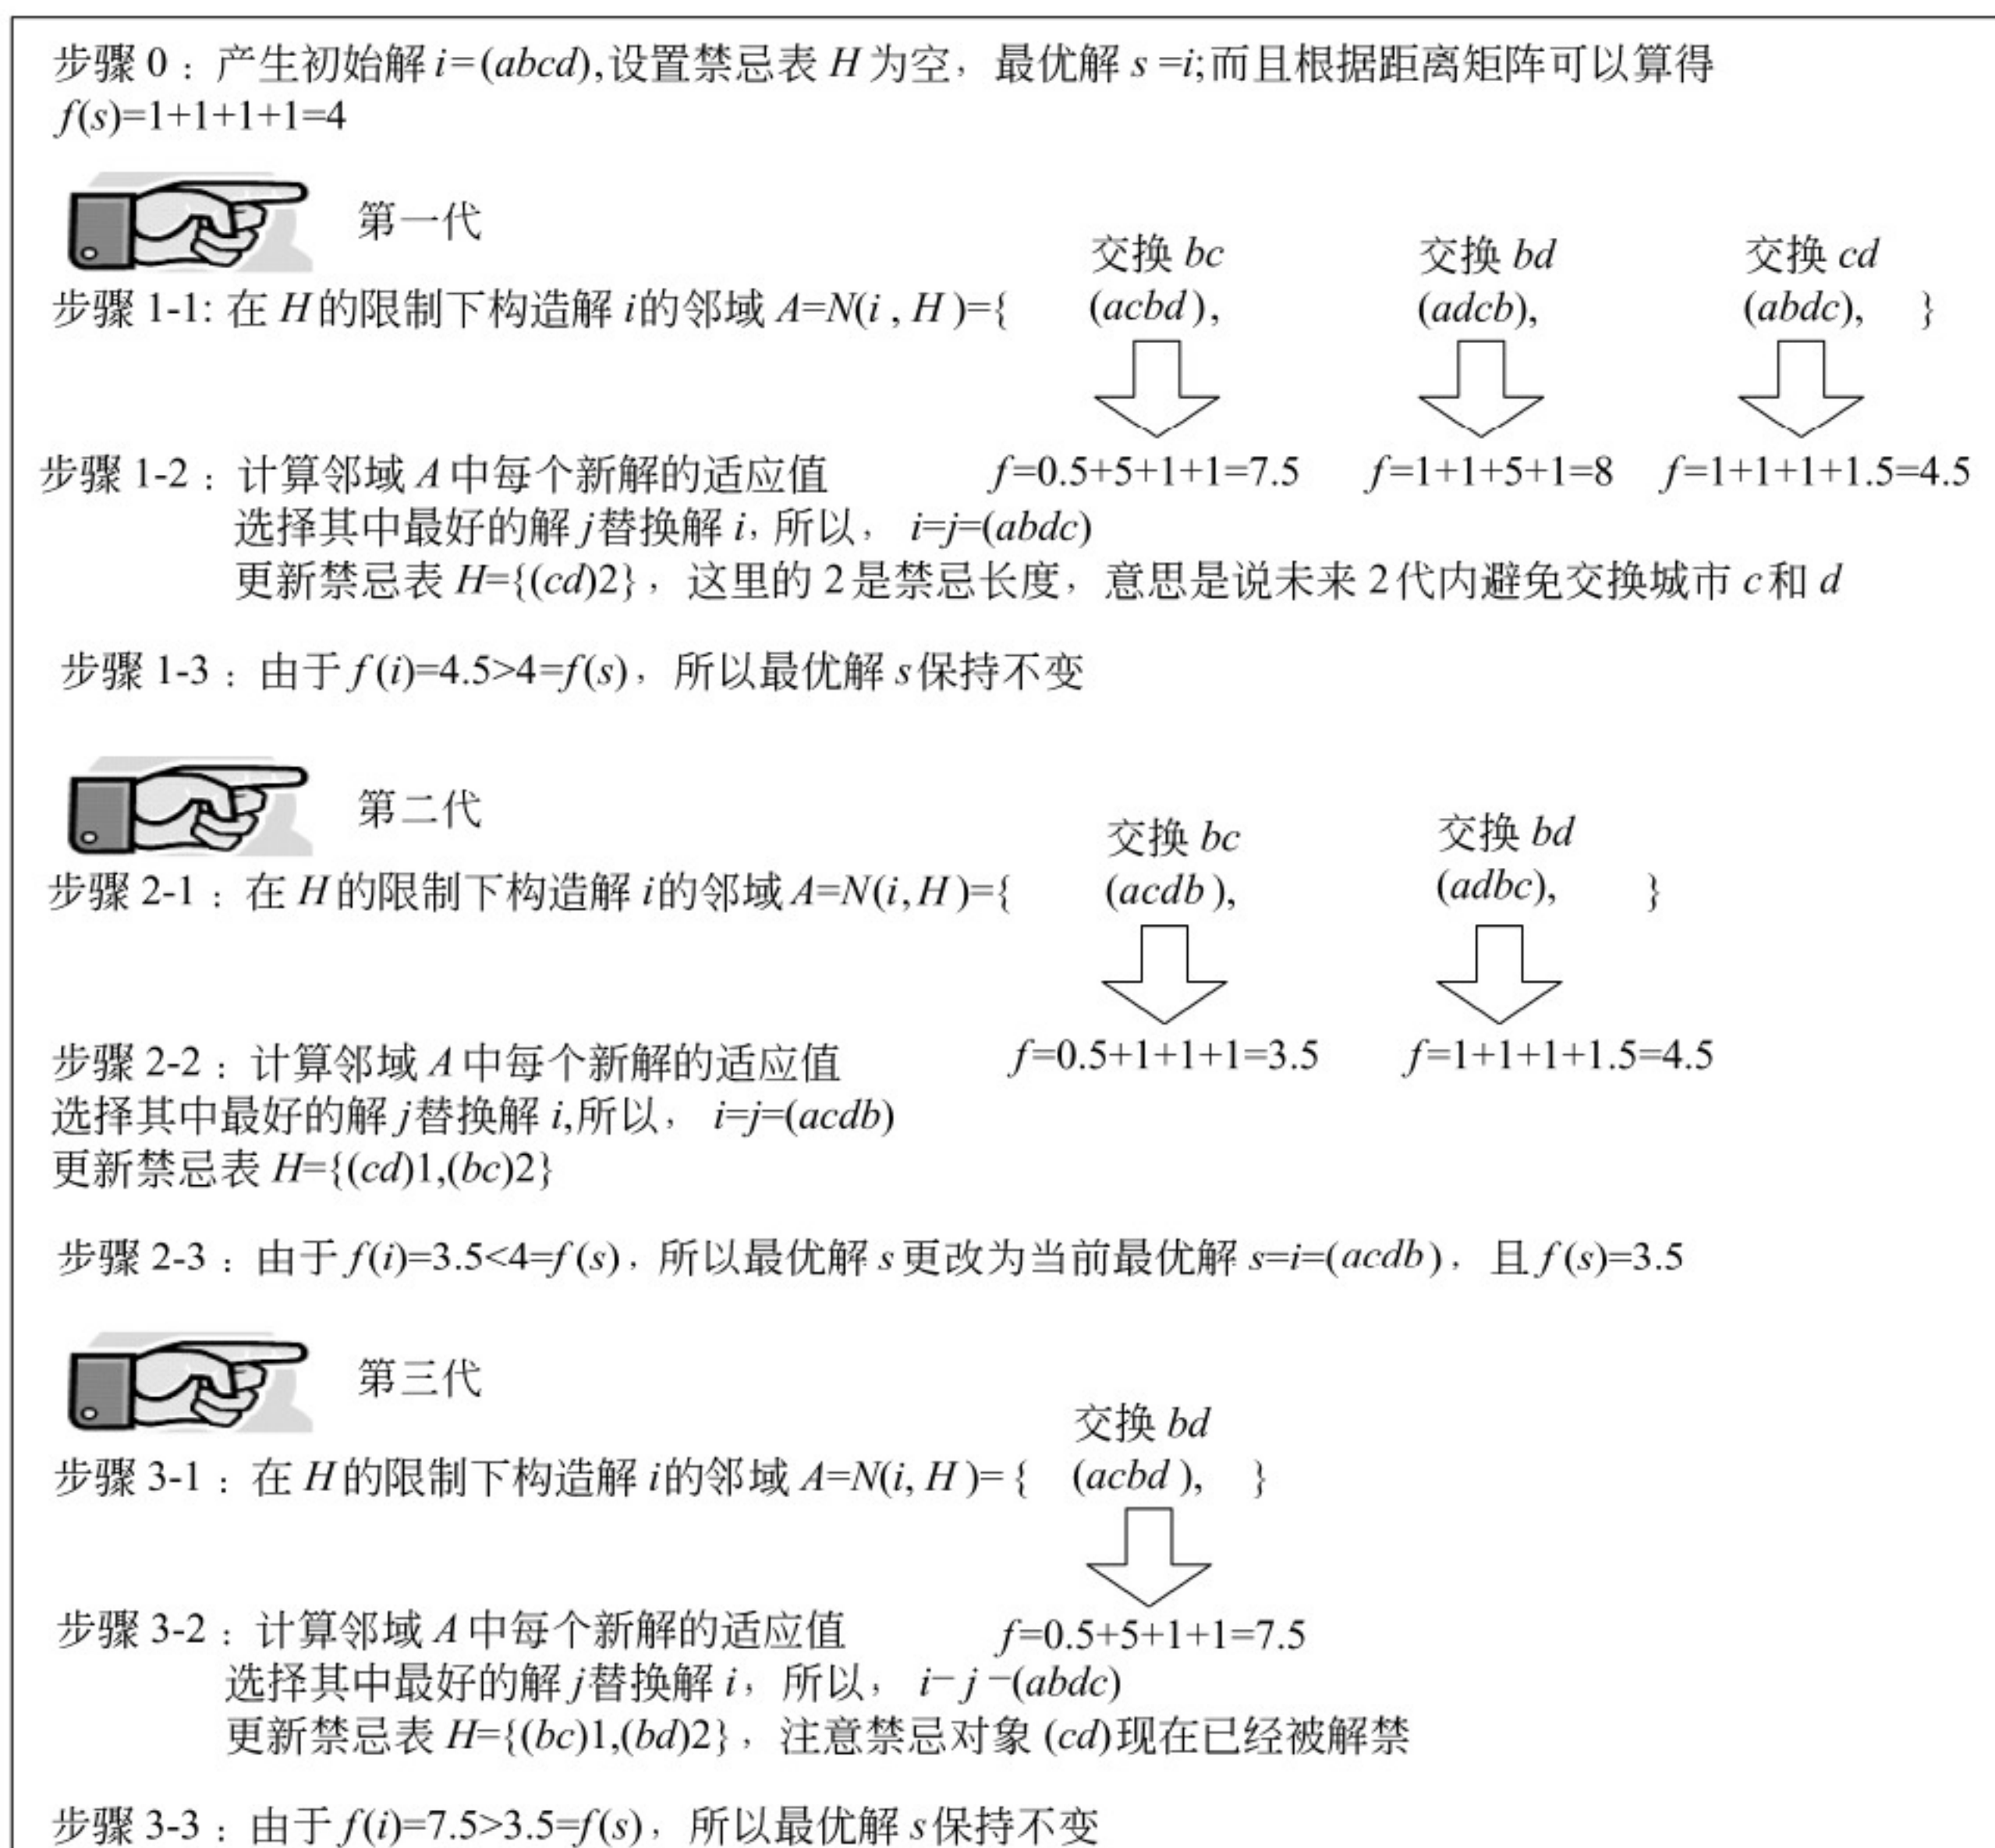 步骤 0 ：产生初始解 i=(abcd),设置禁忌表 H 为空，最优解 s =i;而且根据距离矩阵可以算得
f(s)=1+1+1+1=4
第一代
交换 bc 交换 bd 交换 cd
步骤 1-1: 在 H 的限制下构造解 i的邻域 A=N(i , H )={ (acbd ), (adcb), (abdc), }
步骤 1-2 ：计算邻域 A 中每个新解的适应值 f=0.5+5+1+1=7.5 f=1+1+5+1=8 f=1+1+1+1.5=4.5
选择其中最好的解 j替换解 i, 所以， i=j=(abdc)
更新禁忌表 H={(cd)2}，这里的 2 是禁忌长度，意思是说未来 2 代内避免交换城市 c和 d
步骤 1-3 ：由于 f (i)=4.5>4=f(s)，所以最优解 s 保持不变
第二代
交换 bc 交换 bd
步骤 2-1 ：在 H 的限制下构造解 i的邻域 A=N(i, H )={ (acdb ), (adbc), }
步骤 2-2 ：计算邻域 A 中每个新解的适应值 f=0.5+1+1+1=3.5 f=1+1+1+1.5=4.5
选择其中最好的解 j替换解 i,所以， i=j=(acdb)
更新禁忌表 H={(cd)1,(bc)2}
步骤 2-3 ：由于 f(i)=3.5<4=f (s)，所以最优解 s 更改为当前最优解 s=i=(acdb)，且 f (s)=3.5
第三代
交换 bd
步骤 3-1 ：在 H 的限制下构造解 i的邻域 A=N(i, H )= { (acbd ), }
步骤 3-2 ：计算邻域 A 中每个新解的适应值 f=0.5+5+1+1=7.5
选择其中最好的解 j替换解 i，所以， i− j −(abdc)
更新禁忌表 H={(bc)1,(bd)2}，注意禁忌对象 (cd)现在已经被解禁
步骤 3-3 ：由于 f(i)=7.5>3.5=f(s)，所以最优解 s 保持不变